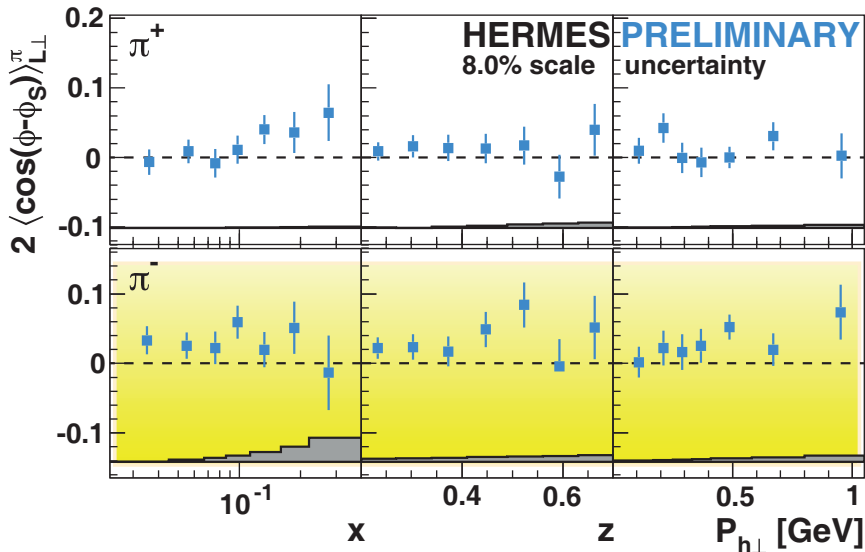 2 ⟨cos(ϕ-ϕS)⟩πL⊥
0.2
π+
HERMES PRELIMINARY
8.0% scale uncertainty
0.1
0
-0.1
π-
0.1
0
-0.1
10-1 0.4 0.6 0.5 1
x z Ph⊥ [GeV]